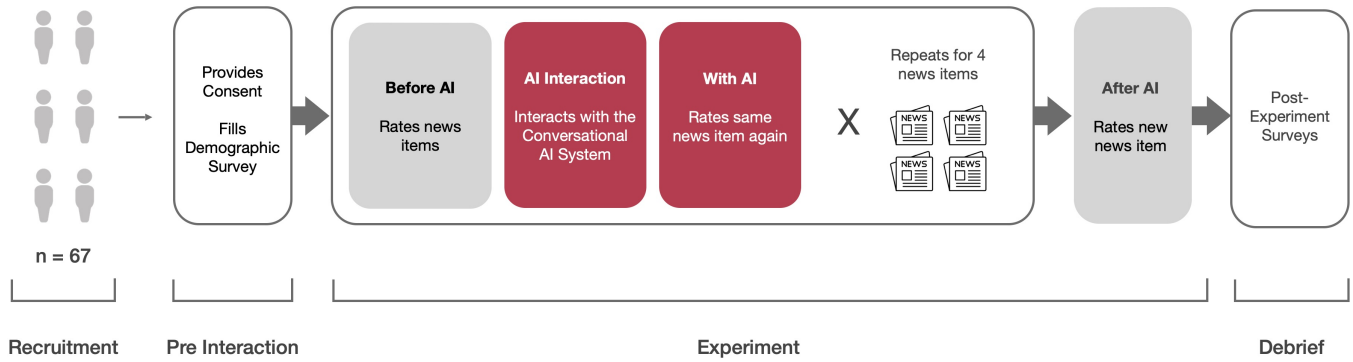 n = 67
Provides
Consent
Fills
Demographic
Survey
Before AI
Rates news
items
AI Interaction
Interacts with the
Conversational
AI System
With AI
Rates same
news item again
X
Repeats for 4
news items
NEWS
NEWS
NEWS
NEWS
After AI
Rates new
news item
Post-
Experiment
Surveys
Recruitment
Pre Interaction
Experiment
Debrief